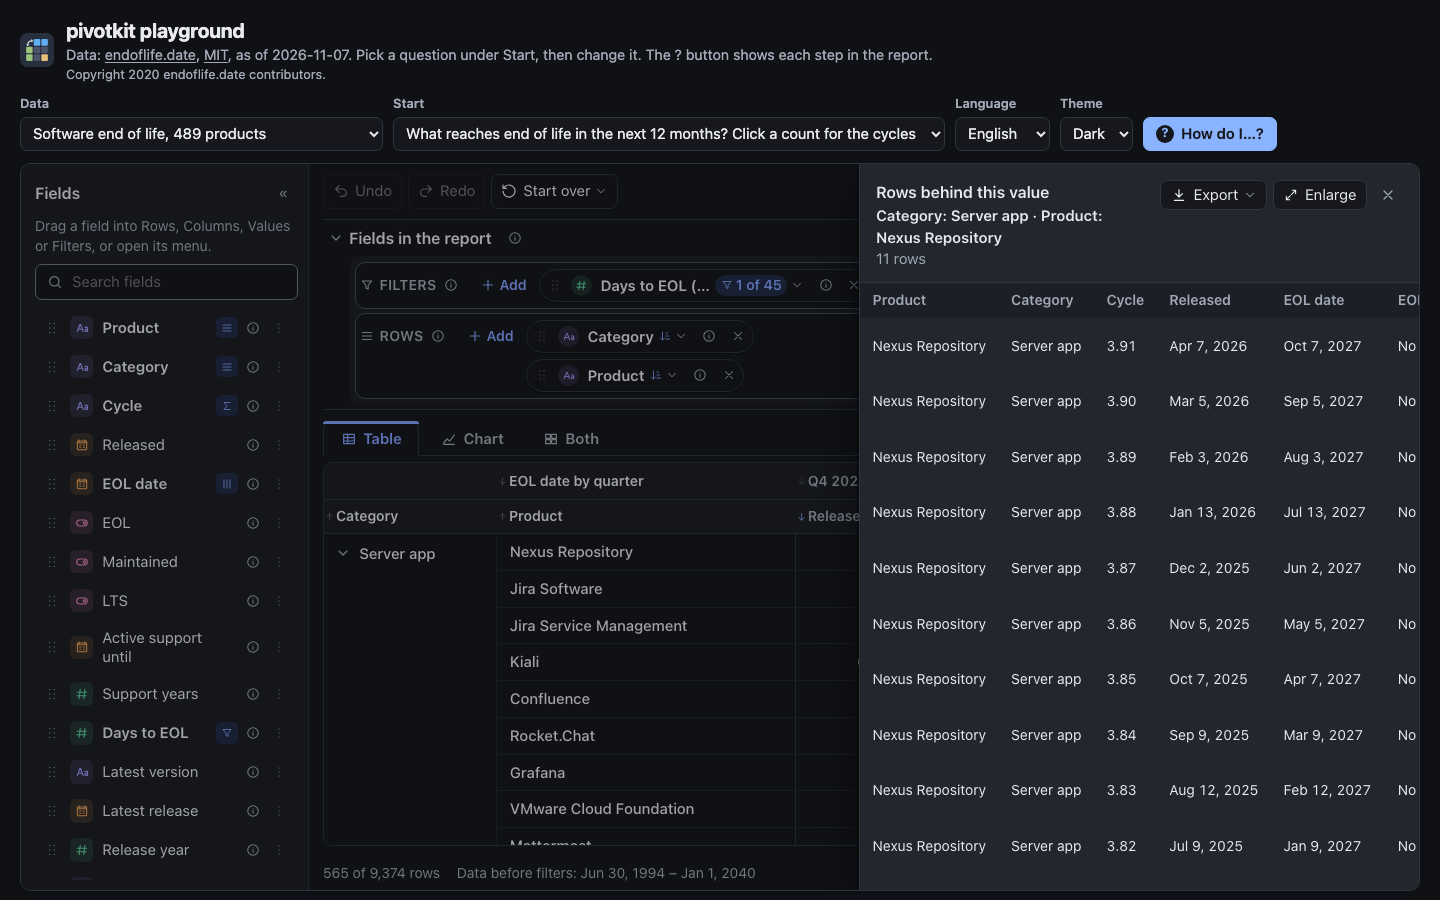 pivotkit playground
Data: endoflife.date, MIT, as of 2026-11-07. Pick a question under Start, then change it. The ? button shows each step in the report.
Copyright 2020 endoflife.date contributors.
Data
Start
Language
Theme
Software end of life, 489 products
What reaches end of life in the next 12 months? Click a count for the cycles
English
Dark
? How do I...?
Fields
«
Drag a field into Rows, Columns, Values
or Filters, or open its menu.
Search fields
Aa Product
Aa Category
Aa Cycle
Released
EOL date
EOL
Maintained
LTS
Active support
until
# Support years
# Days to EOL
Aa Latest version
Latest release
# Release year
Undo
Redo
Start over
Fields in the report
FILTERS
+ Add
# Days to EOL (...
1 of 45
ROWS
+ Add
Aa Category
Aa Product
Table
Chart
Both
EOL date by quarter
Q4 202
Category
Product
Release
Server app
Nexus Repository
Jira Software
Jira Service Management
Kiali
Confluence
Rocket.Chat
Grafana
VMware Cloud Foundation
Mattermost
565 of 9,374 rows
Data before filters: Jun 30, 1994 – Jan 1, 2040
Rows behind this value
Category: Server app · Product:
Nexus Repository
11 rows
Export
Enlarge
Product Category Cycle Released EOL date EOI
Nexus Repository Server app 3.91 Apr 7, 2026 Oct 7, 2027 No
Nexus Repository Server app 3.90 Mar 5, 2026 Sep 5, 2027 No
Nexus Repository Server app 3.89 Feb 3, 2026 Aug 3, 2027 No
Nexus Repository Server app 3.88 Jan 13, 2026 Jul 13, 2027 No
Nexus Repository Server app 3.87 Dec 2, 2025 Jun 2, 2027 No
Nexus Repository Server app 3.86 Nov 5, 2025 May 5, 2027 No
Nexus Repository Server app 3.85 Oct 7, 2025 Apr 7, 2027 No
Nexus Repository Server app 3.84 Sep 9, 2025 Mar 9, 2027 No
Nexus Repository Server app 3.83 Aug 12, 2025 Feb 12, 2027 No
Nexus Repository Server app 3.82 Jul 9, 2025 Jan 9, 2027 No